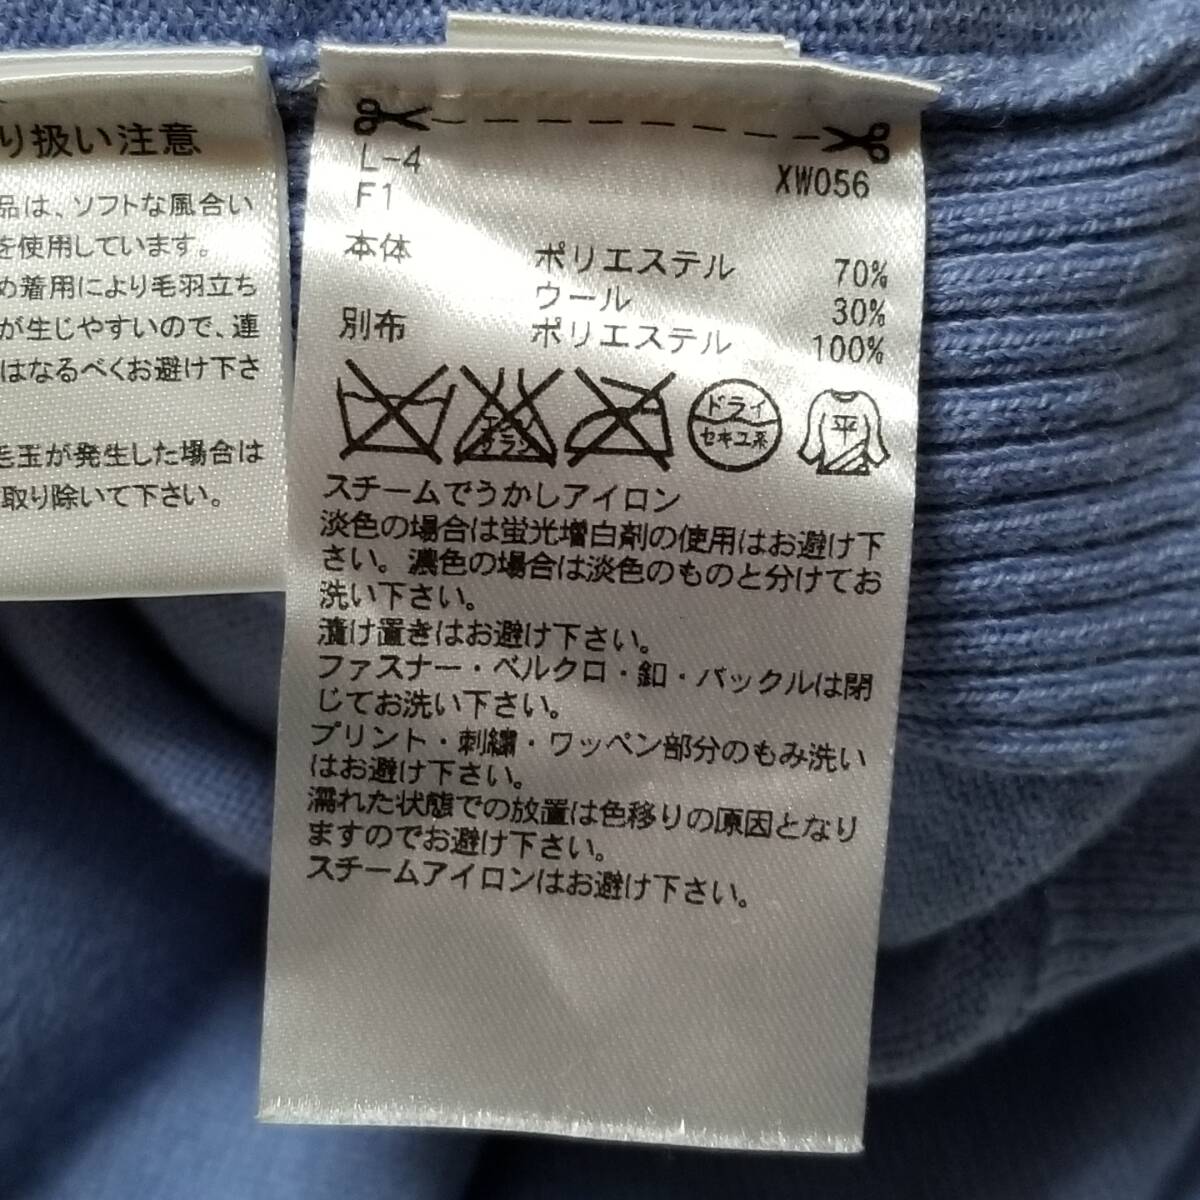 り扱い注意
品は、ソフトな風合い
を使用しています。
め着用により毛羽立ち
が生じやすいので、連
はなるべくお避け下さ
毛玉が発生した場合は
取り除いて下さい。
L-4
XW056
F1
本体 ポリエステル 70%
ウール 30%
別布 ポリエステル 100%
エンソ
サラシ
ドライ
セキユ系
平
スチームでうかしアイロン
淡色の場合は蛍光増白剤の使用はお避け下
さい。濃色の場合は淡色のものと分けてお
洗い下さい。
漬け置きはお避け下さい。
ファスナー・ベルクロ・釦・バックルは閉
じてお洗い下さい。
プリント・刺繍・ワッペン部分のもみ洗い
はお避け下さい。
濡れた状態での放置は色移りの原因となり
ますのでお避け下さい。
スチームアイロンはお避け下さい。